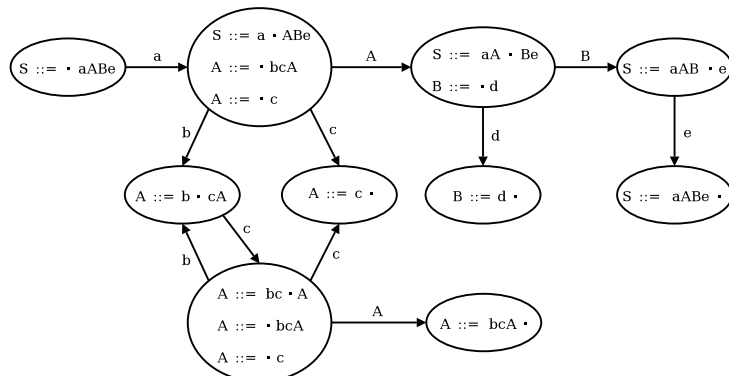 S ::= ▪ aABe
a
S ::= a ▪ ABe
A ::= ▪ bcA
A ::= ▪ c
A
S ::= aA ▪ Be
B ::= ▪ d
B
S ::= aAB ▪ e
b
c
d
e
A ::= b ▪ cA
A ::= c ▪
B ::= d ▪
S ::= aABe ▪
c
b
c
A ::= bc ▪ A
A ::= ▪ bcA
A ::= ▪ c
A
A ::= bcA ▪